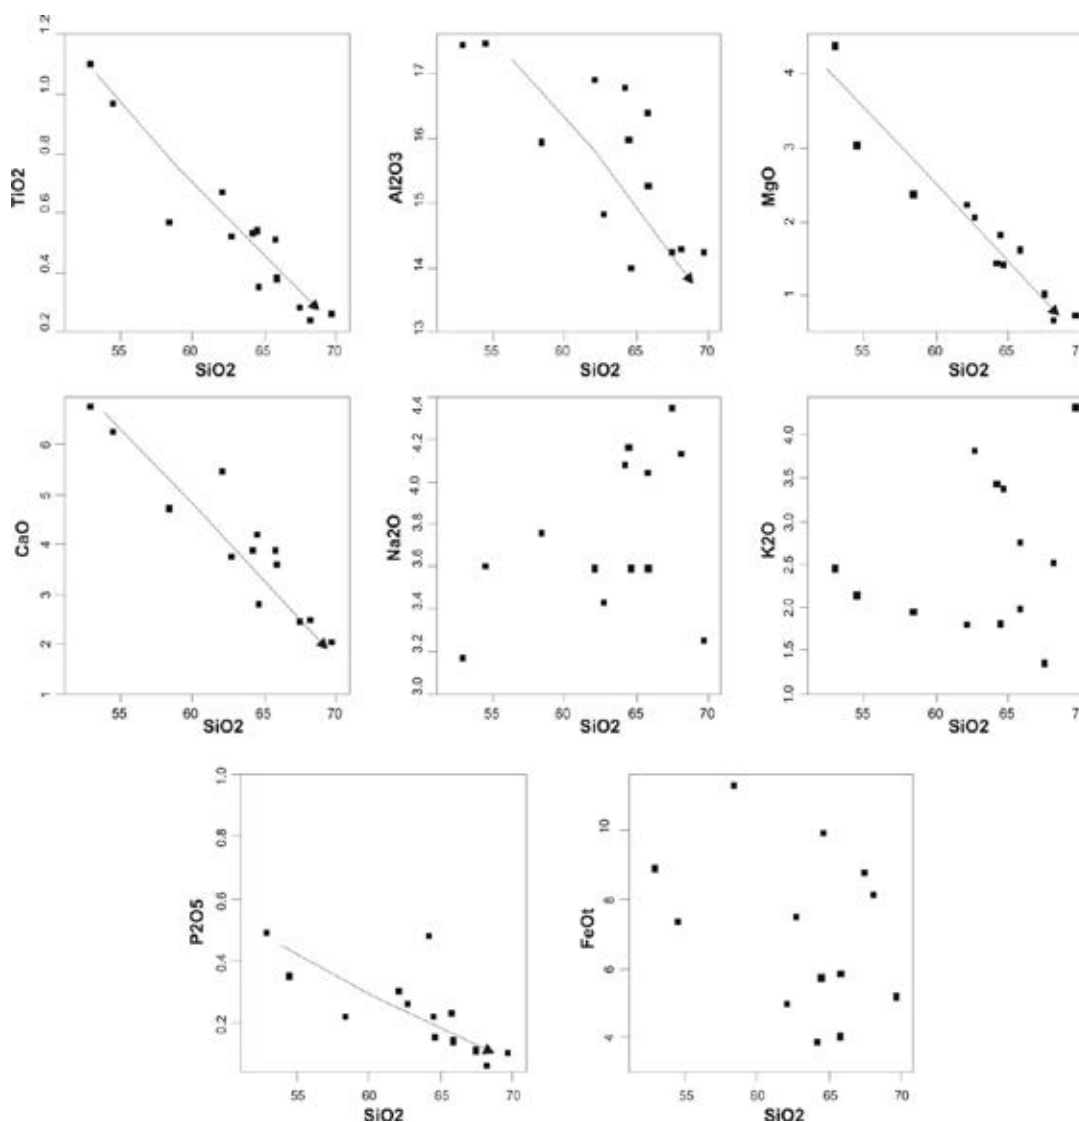 TiO2
0.2 0.4 0.6 0.8 1.0 1.2
55 60 65 70
SiO2
Al2O3
13 14 15 16 17
55 60 65 70
SiO2
MgO
1 2 3 4
55 60 65 70
SiO2
CaO
1 2 3 4 5 6
55 60 65 70
SiO2
Na2O
3.0 3.2 3.4 3.6 3.8 4.0 4.2 4.4
55 60 65 70
SiO2
K2O
1.0 1.5 2.0 2.5 3.0 3.5 4.0
55 60 65 70
SiO2
P2O5
0.2 0.4 0.6 0.8 1.0
55 60 65 70
SiO2
FeOt
4 6 8 10
55 60 65 70
SiO2